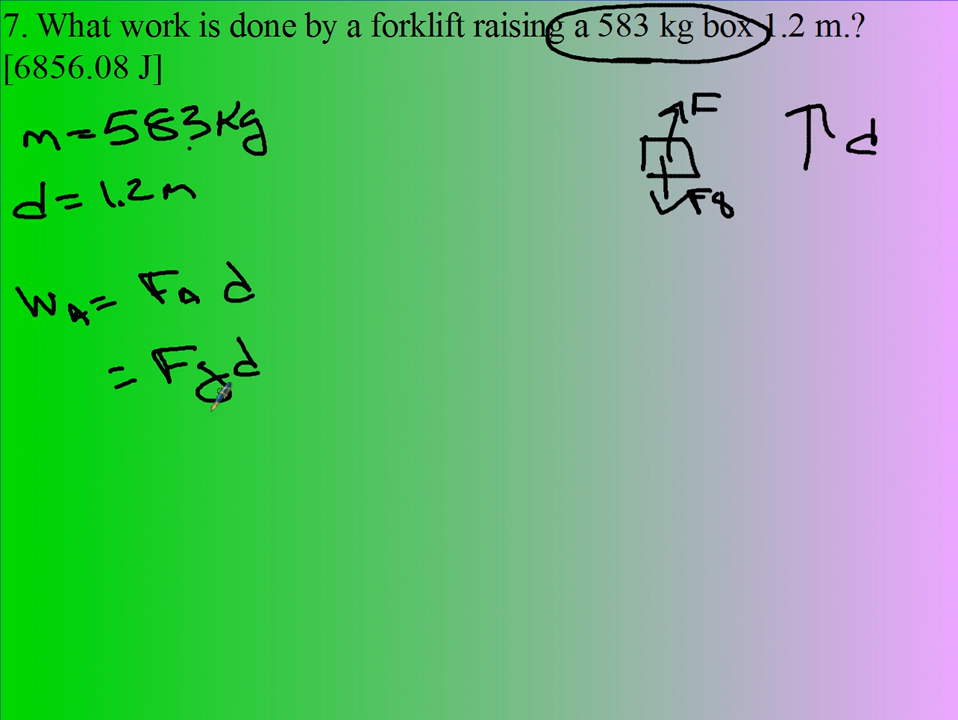 7. What work is done by a forklift raising a 583 kg box 1.2 m.?
[6856.08 J]
m = 583 Kg
d = 1.2 m
F
d
Fg
WA = FA d
= Fg d